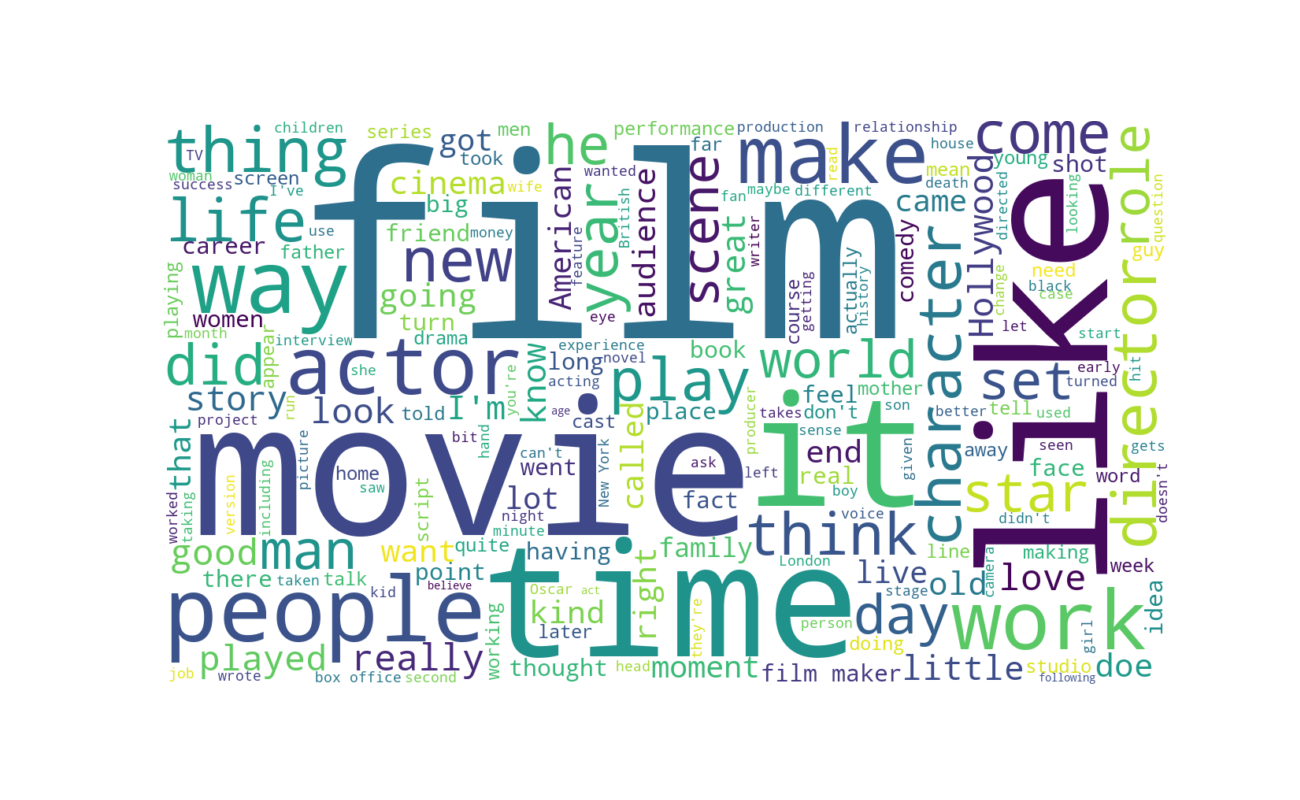 film
movie
like
time
it
people
make
actor
way
work
character
director
role
thing
life
new
year
he
scene
come
did
play
world
set
star
think
day
man
good
story
look
know
I'm
long
great
American
audience
cinema
got
big
friend
going
turn
career
father
women
children
series
men
performance
production
relationship
TV
woman
success
I've
screen
took
wife
wanted
far
read
maybe
different
fan
British
feature
money
use
writer
course
getting
actually
history
comedy
came
house
mean
death
young
shot
Hollywood
directed
looking
question
guy
need
black
case
change
let
start
early
turned
hit
playing
month
interview
drama
eye
experience
novel
book
appear
she
run
project
told
you're
acting
age
cast
place
called
producer
takes
don't
feel
mother
son
sense
better
tell
used
that
bit
hand
can't
went
New York
lot
night
minute
having
fact
ask
left
end
real
boy
voice
given
away
seen
face
word
gets
doesn't
didn't
making
week
home
saw
picture
script
including
version
taking
worked
want
quite
point
family
right
London
live
stage
old
line
camera
love
idea
girl
there
taken
talk
kid
believe
Oscar
act
kind
later
working
they're
person
doing
played
really
thought
head
moment
film maker
little
studio
doe
job
wrote
box office
second
following